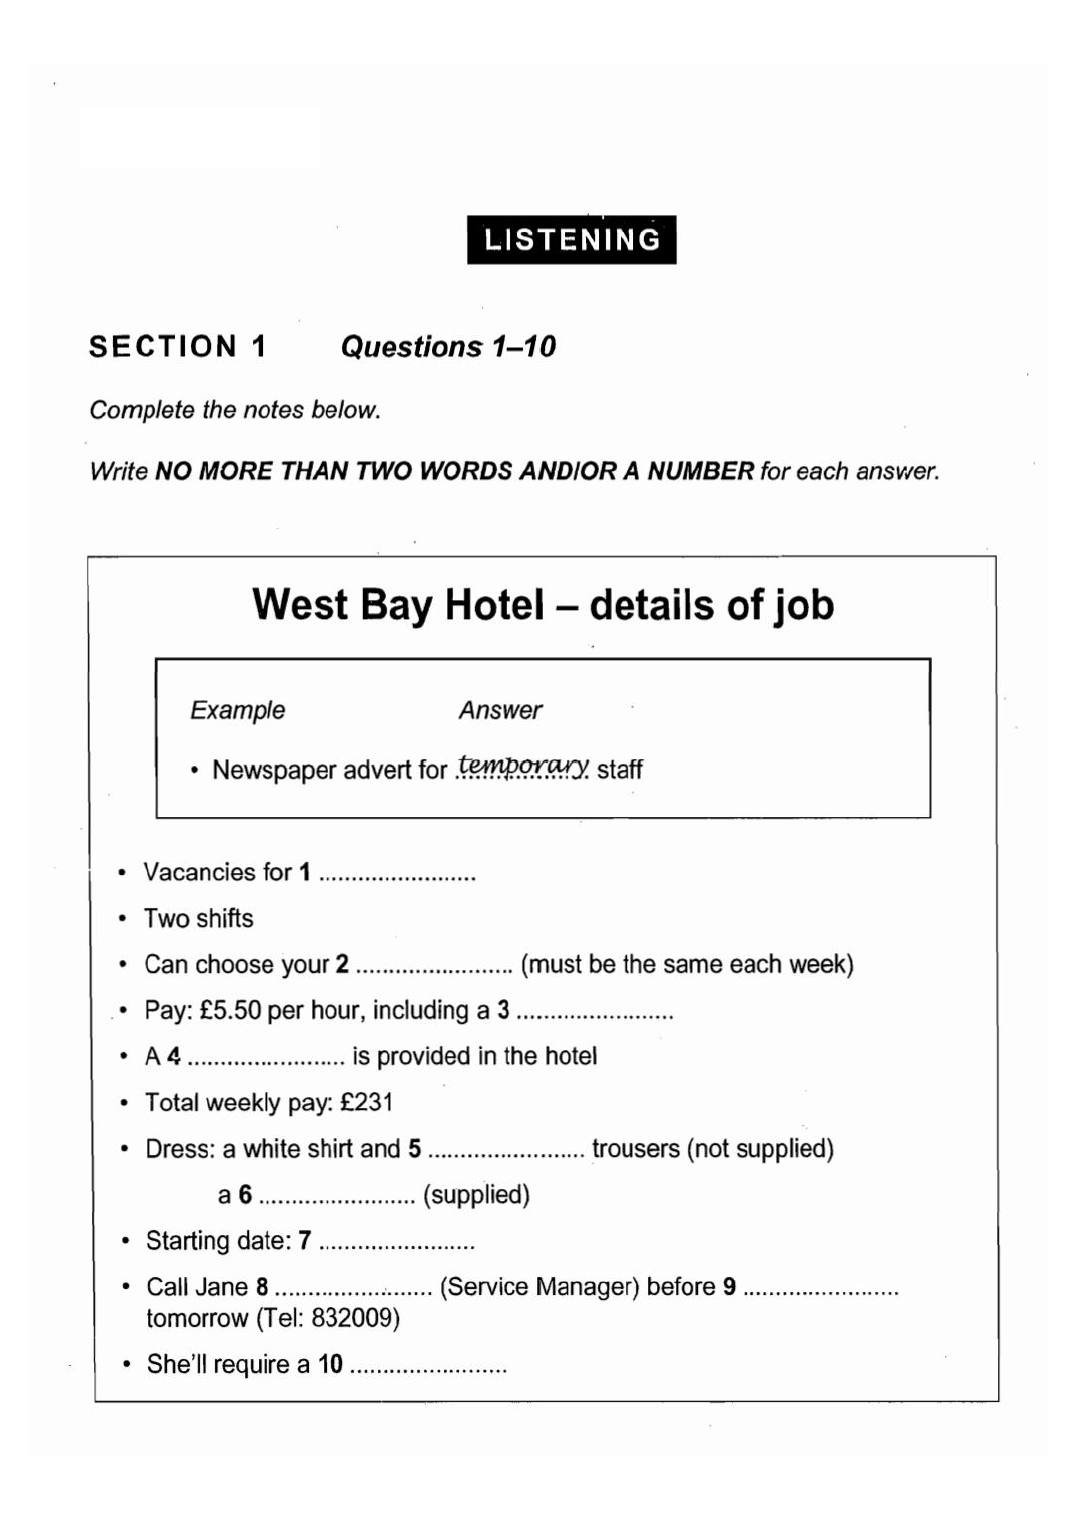 LISTENING
SECTION 1 Questions 1–10
Complete the notes below.
Write NO MORE THAN TWO WORDS AND/OR A NUMBER for each answer.
West Bay Hotel – details of job
Example Answer
• Newspaper advert for temporary staff
• Vacancies for 1 ........................
• Two shifts
• Can choose your 2 ........................ (must be the same each week)
• Pay: £5.50 per hour, including a 3 ........................
• A 4 ........................ is provided in the hotel
• Total weekly pay: £231
• Dress: a white shirt and 5 ........................ trousers (not supplied)
a 6 ........................ (supplied)
• Starting date: 7 ........................
• Call Jane 8 ........................ (Service Manager) before 9 ........................
tomorrow (Tel: 832009)
• She'll require a 10 ........................